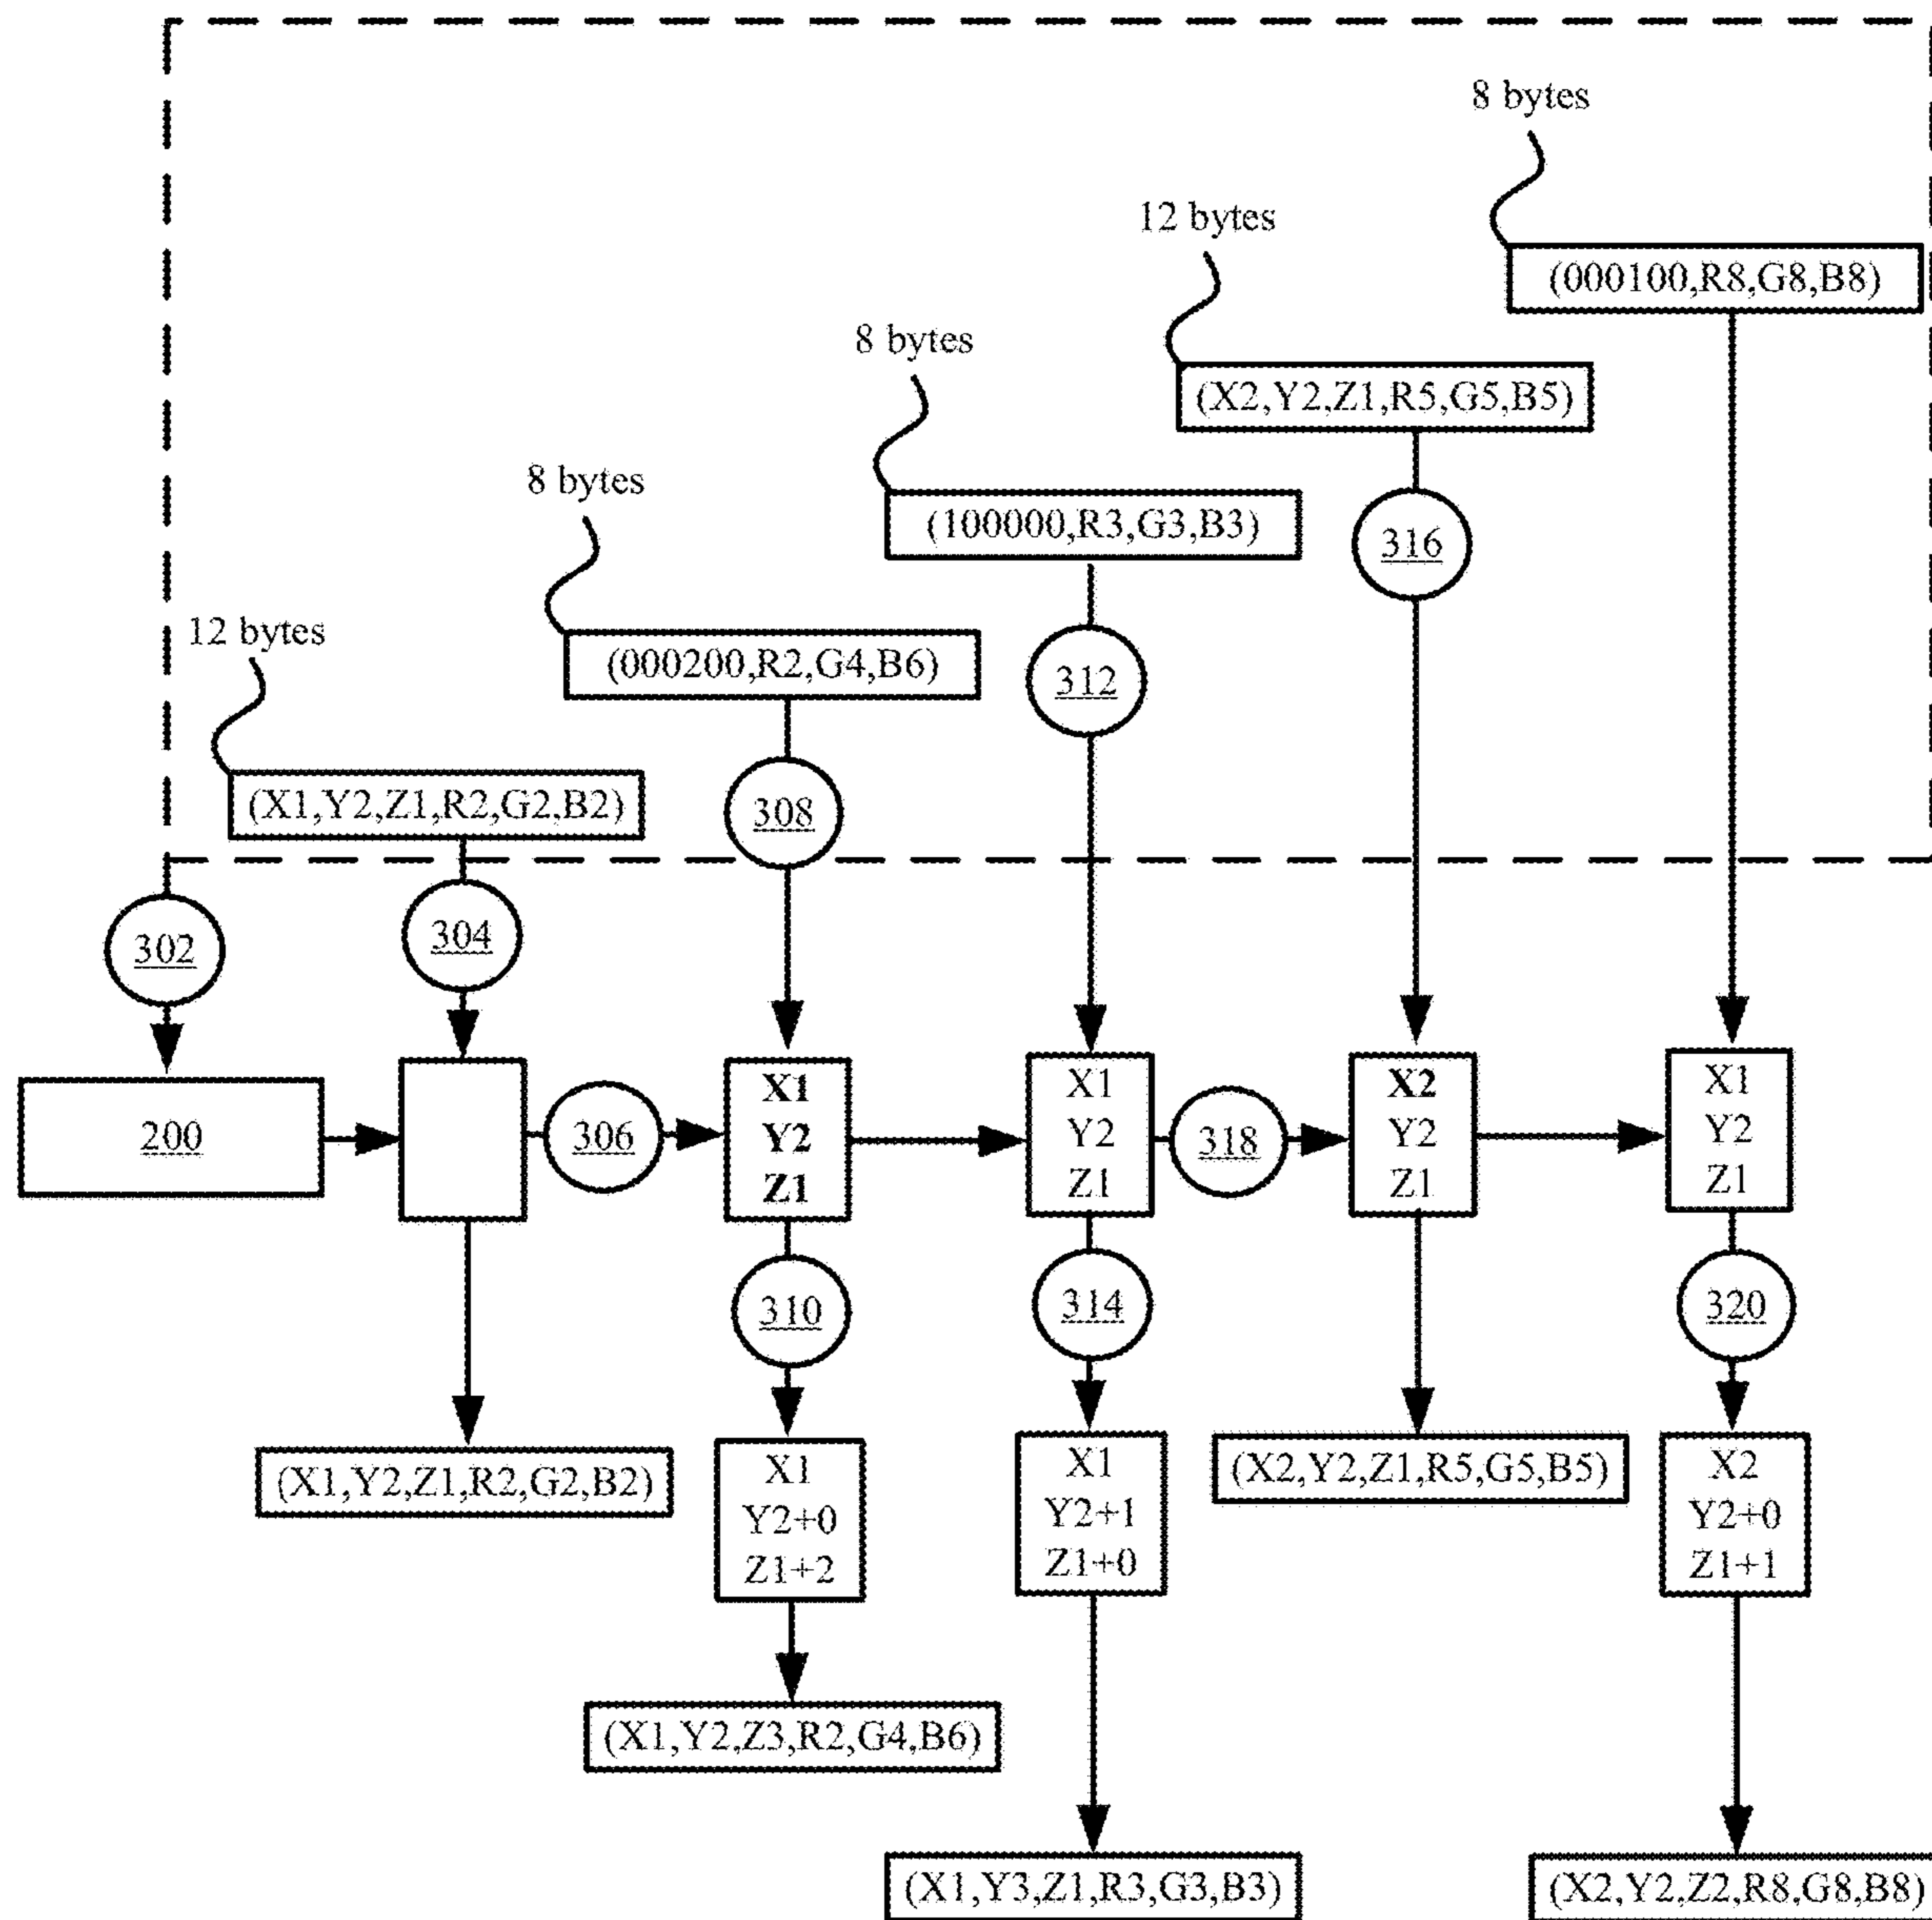 8 bytes
12 bytes
(000100,R8,G8,B8)
8 bytes
(X2,Y2,Z1,R5,G5,B5)
8 bytes
(100000,R3,G3,B3)
316
12 bytes
(000200,R2,G4,B6)
312
(X1,Y2,Z1,R2,G2,B2)
308
302
304
200
306
X1
Y2
Z1
X1
Y2
Z1
318
X2
Y2
Z1
X1
Y2
Z1
310
314
320
(X1,Y2,Z1,R2,G2,B2)
X1
Y2+0
Z1+2
X1
Y2+1
Z1+0
(X2,Y2,Z1,R5,G5,B5)
X2
Y2+0
Z1+1
(X1,Y2,Z3,R2,G4,B6)
(X1,Y3,Z1,R3,G3,B3)
(X2,Y2,Z2,R8,G8,B8)